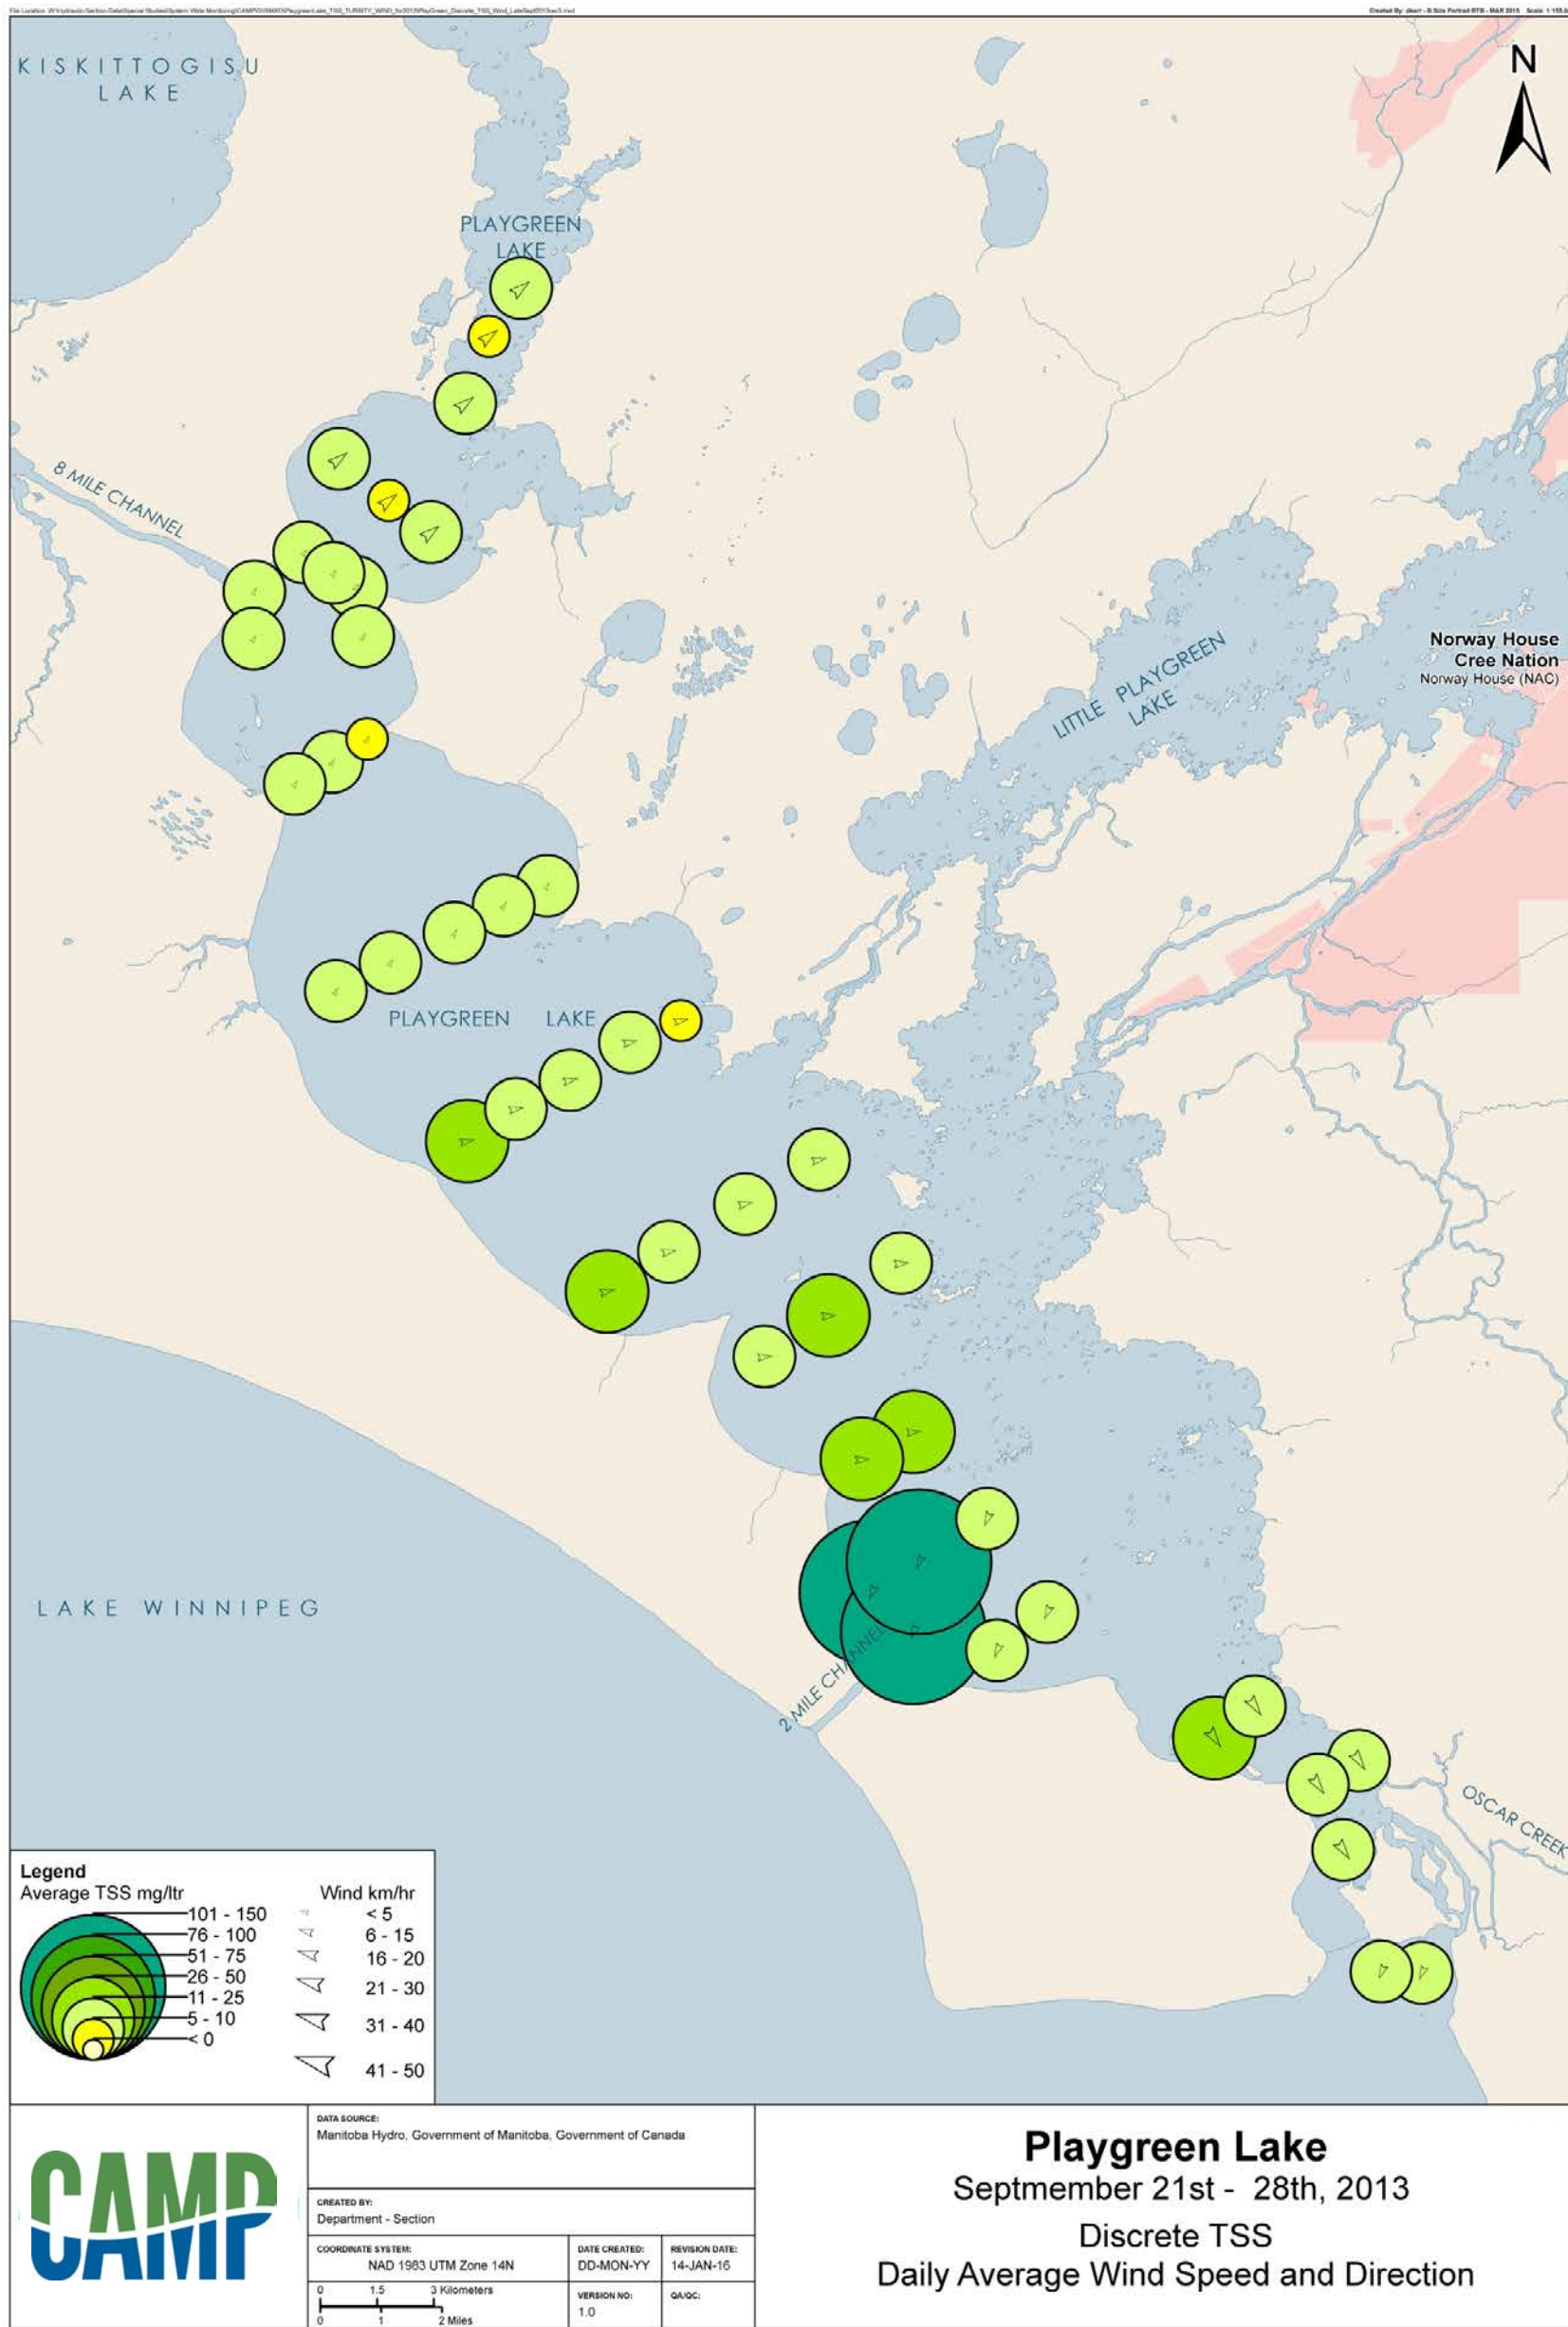 KISKITTOGISU
LAKE
N
PLAYGREEN
LAKE
8 MILE CHANNEL
Norway House
Cree Nation
Norway House (NAC)
LITTLE PLAYGREEN
LAKE
PLAYGREEN LAKE
LAKE WINNIPEG
2 MILE CHANNEL
OSCAR CREEK
Legend
Average TSS mg/ltr
101 - 150
76 - 100
51 - 75
26 - 50
11 - 25
5 - 10
< 0
Wind km/hr
< 5
6 - 15
16 - 20
21 - 30
31 - 40
41 - 50
CAMP
DATA SOURCE:
Manitoba Hydro, Government of Manitoba, Government of Canada
CREATED BY:
Department - Section
COORDINATE SYSTEM:
NAD 1983 UTM Zone 14N
DATE CREATED:
DD-MON-YY
REVISION DATE:
14-JAN-16
0 1.5 3 Kilometers
0 1 2 Miles
VERSION NO:
1.0
QA/QC:
Playgreen Lake
Septmember 21st - 28th, 2013
Discrete TSS
Daily Average Wind Speed and Direction